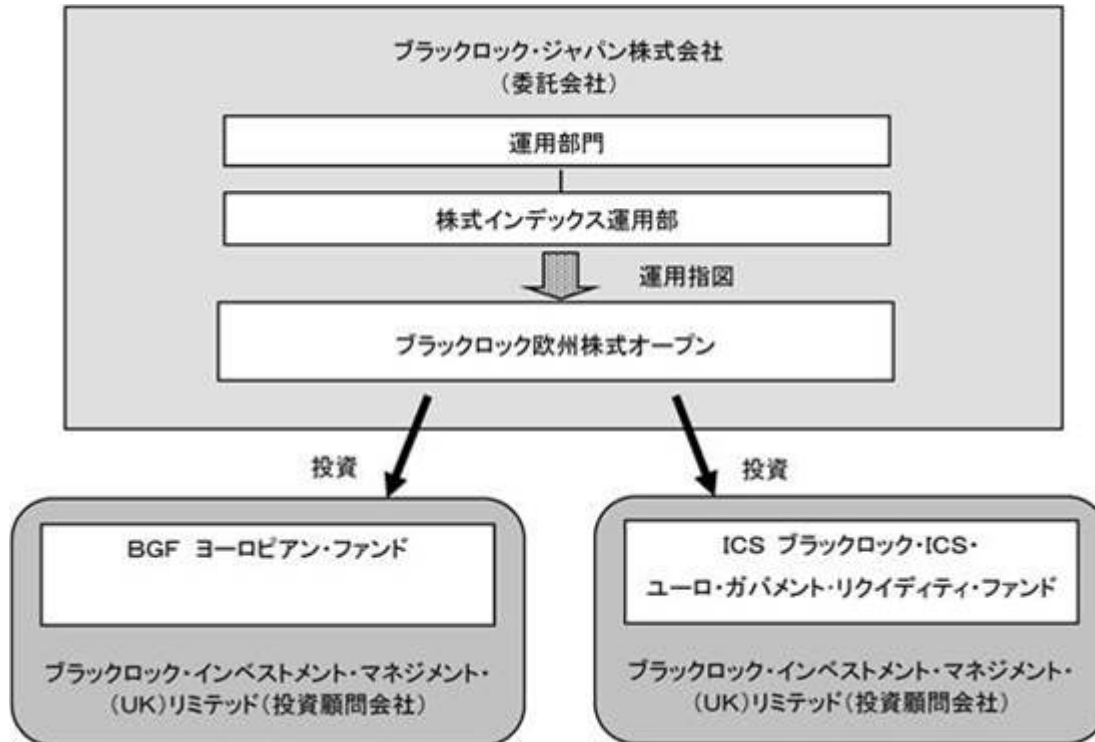 ブラックロック・ジャパン株式会社
(委託会社)
運用部門
株式インデックス運用部
運用指図
ブラックロック欧州株式オープン
投資
投資
BGF ヨーロピアン・ファンド
ブラックロック・インベストメント・マネジメント・
(UK)リミテッド(投資顧問会社)
ICS ブラックロック・ICS・
ユーロ・ガバメント・リクイディティ・ファンド
ブラックロック・インベストメント・マネジメント・
(UK)リミテッド(投資顧問会社)